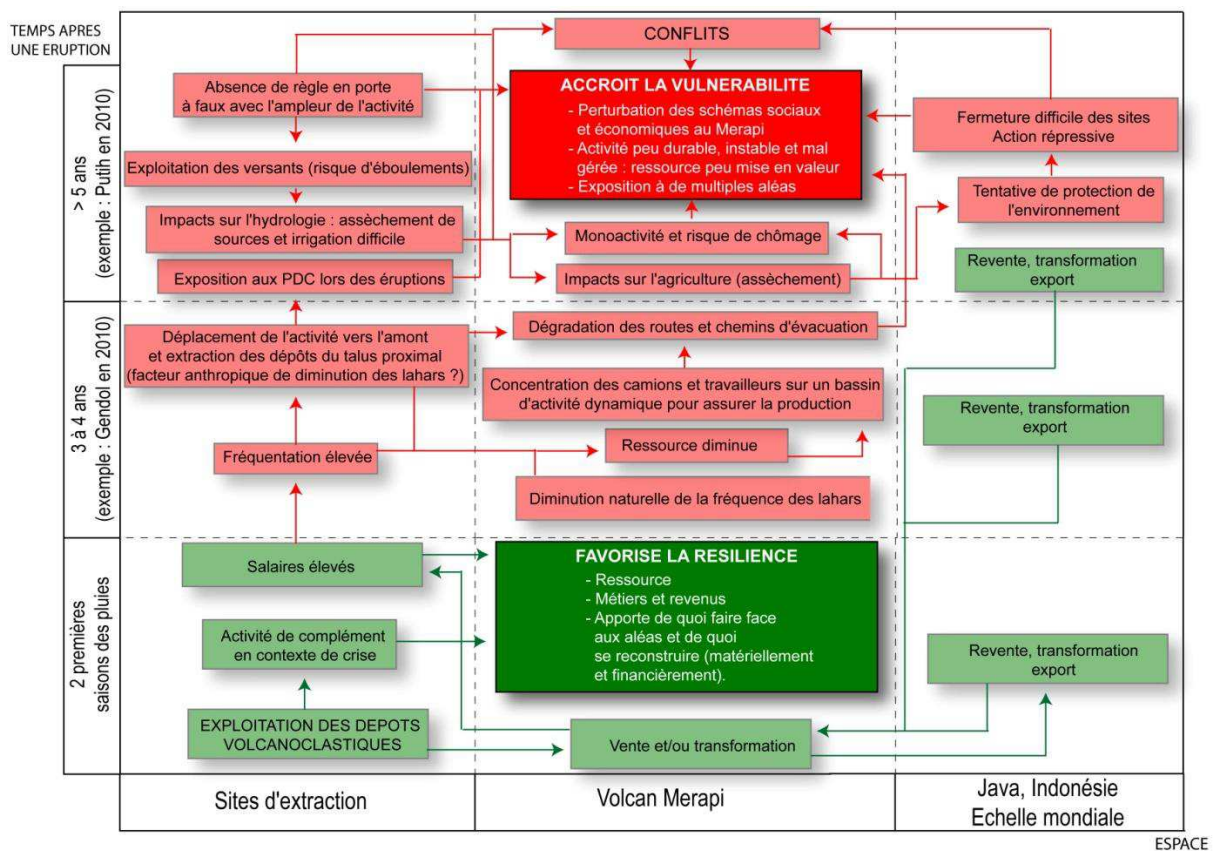 TEMPS APRES
UNE ERUPTION
CONFLITS
> 5 ans
(exemple : Putih en 2010)
Absence de règle en porte
à faux avec l'ampleur de l'activité
Exploitation des versants (risque d'éboulements)
Impacts sur l'hydrologie : assèchement de
sources et irrigation difficile
Exposition aux PDC lors des éruptions
ACCROIT LA VULNERABILITE
- Perturbation des schémas sociaux
et économiques au Merapi
- Activité peu durable, instable et mal
gérée : ressource peu mise en valeur
- Exposition à de multiples aléas
Monoactivité et risque de chômage
Impacts sur l'agriculture (assèchement)
Fermeture difficile des sites
Action répressive
Tentative de protection de
l'environnement
Revente, transformation
export
3 à 4 ans
(exemple : Gendol en 2010)
Déplacement de l'activité vers l'amont
et extraction des dépôts du talus proximal
(facteur anthropique de diminution des lahars ?)
Fréquentation élevée
Dégradation des routes et chemins d'évacuation
Concentration des camions et travailleurs sur un bassin
d'activité dynamique pour assurer la production
Ressource diminue
Diminution naturelle de la fréquence des lahars
Revente, transformation
export
2 premières
saisons des pluies
Salaires élevés
Activité de complément
en contexte de crise
EXPLOITATION DES DEPOTS
VOLCANOCLASTIQUES
FAVORISE LA RESILIENCE
- Ressource
- Métiers et revenus
- Apporte de quoi faire face
aux aléas et de quoi
se reconstruire (matériellement
et financièrement).
Vente et/ou transformation
Revente, transformation
export
Sites d'extraction
Volcan Merapi
Java, Indonésie
Echelle mondiale
ESPACE